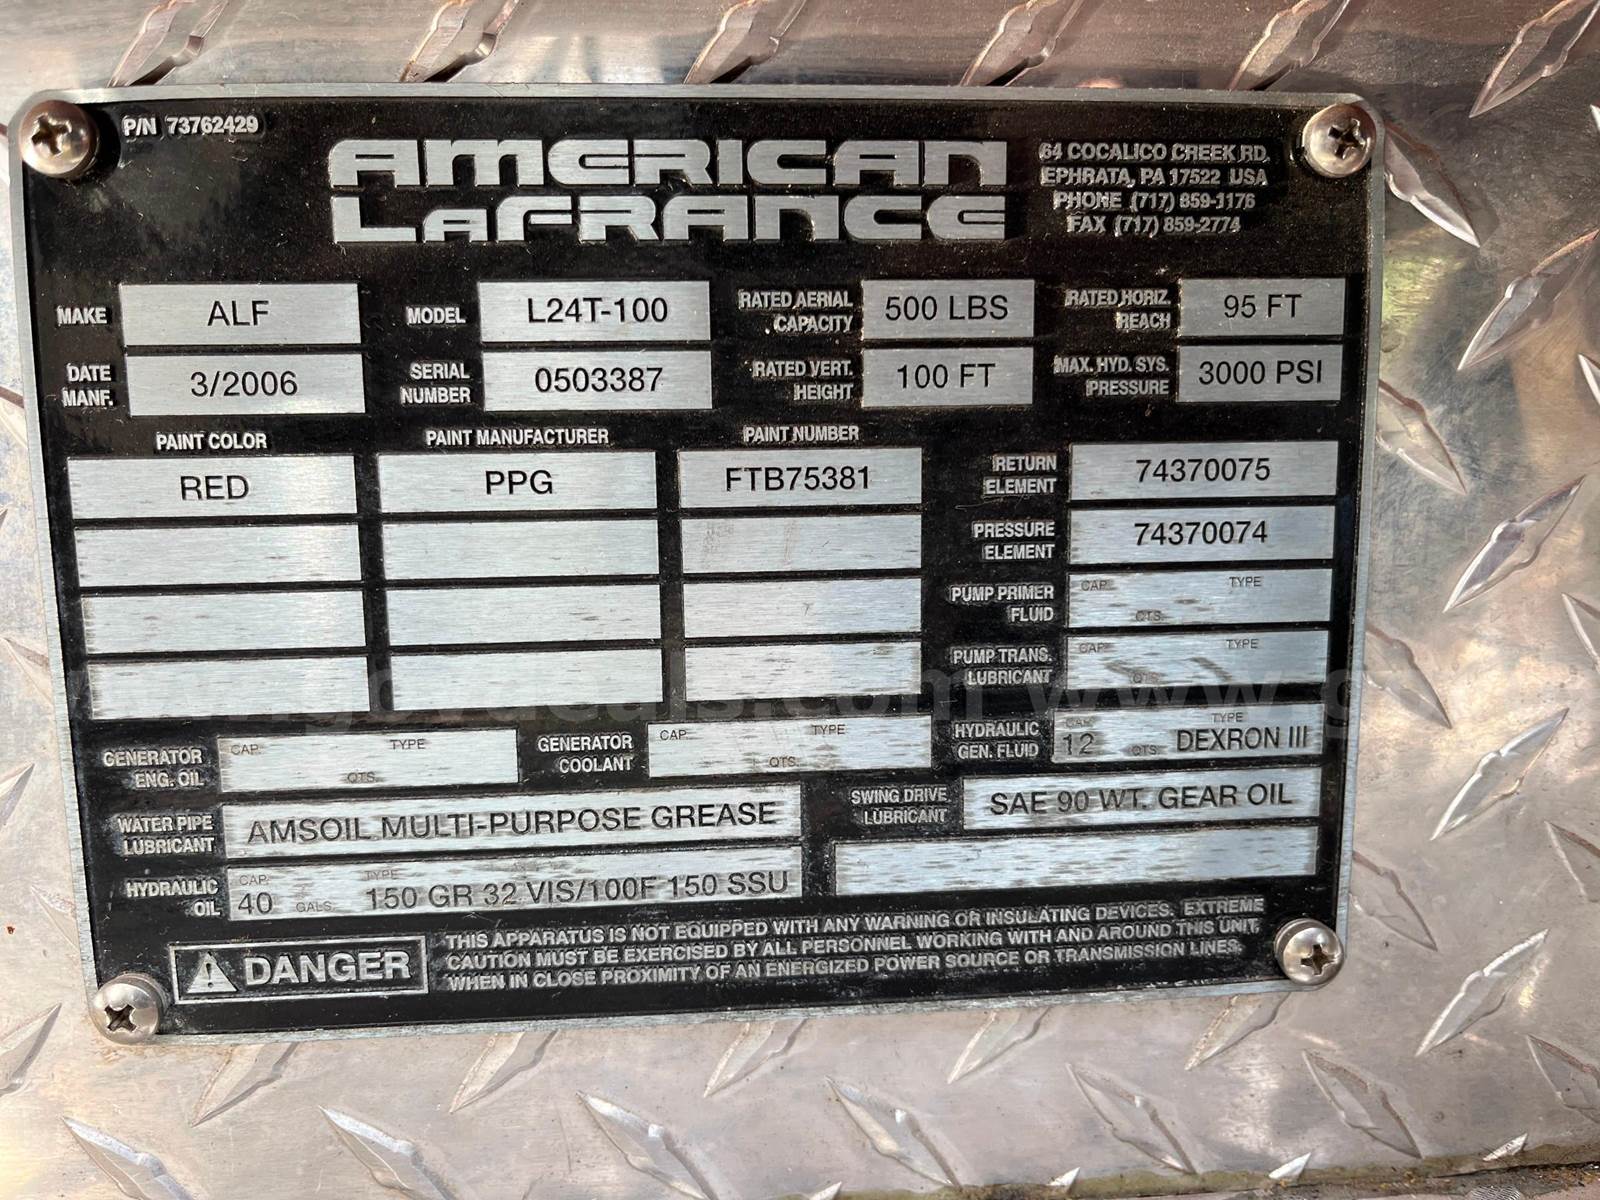 P/N 73762429
AMERICAN
LaFRANCE
64 COCALICO CREEK RD.
EPHRATA, PA 17522 USA
PHONE (717) 859-1176
FAX (717) 859-2774
MAKE ALF MODEL L24T-100 RATED AERIAL CAPACITY 500 LBS RATED HORIZ. REACH 95 FT
DATE MANF. 3/2006 SERIAL NUMBER 0503387 RATED VERT. HEIGHT 100 FT MAX. HYD. SYS. PRESSURE 3000 PSI
PAINT COLOR PAINT MANUFACTURER PAINT NUMBER
RED PPG FTB75381
RETURN ELEMENT 74370075
PRESSURE ELEMENT 74370074
PUMP PRIMER FLUID CAP. QTS. TYPE
PUMP TRANS. LUBRICANT CAP. QTS. TYPE
GENERATOR ENG. OIL CAP. QTS. TYPE
GENERATOR COOLANT CAP. QTS. TYPE
HYDRAULIC GEN. FLUID CAP. 12 QTS. TYPE DEXRON III
WATER PIPE LUBRICANT AMSOIL MULTI-PURPOSE GREASE
SWING DRIVE LUBRICANT SAE 90 WT. GEAR OIL
HYDRAULIC OIL CAP. 40 GALS. TYPE 150 GR 32 VIS/100F 150 SSU
DANGER
THIS APPARATUS IS NOT EQUIPPED WITH ANY WARNING OR INSULATING DEVICES. EXTREME
CAUTION MUST BE EXERCISED BY ALL PERSONNEL WORKING WITH AND AROUND THIS UNIT,
WHEN IN CLOSE PROXIMITY OF AN ENERGIZED POWER SOURCE OR TRANSMISSION LINES.